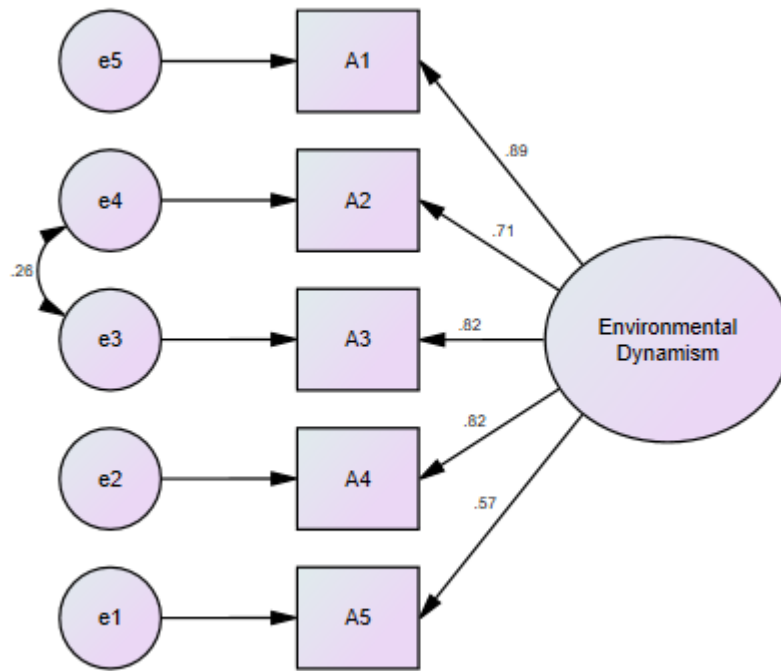 e5
A1
.89
e4
A2
.71
.26
e3
A3
.82
Environmental
Dynamism
e2
A4
.82
e1
A5
.57